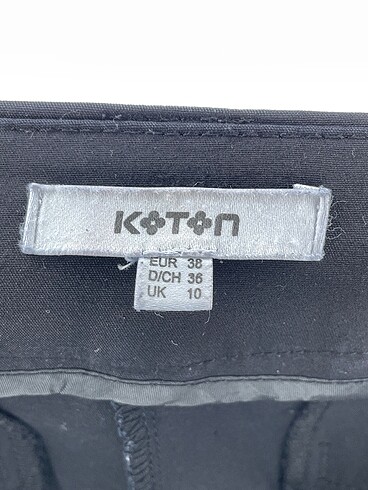 KOTON
EUR 38
D/CH 36
UK 10